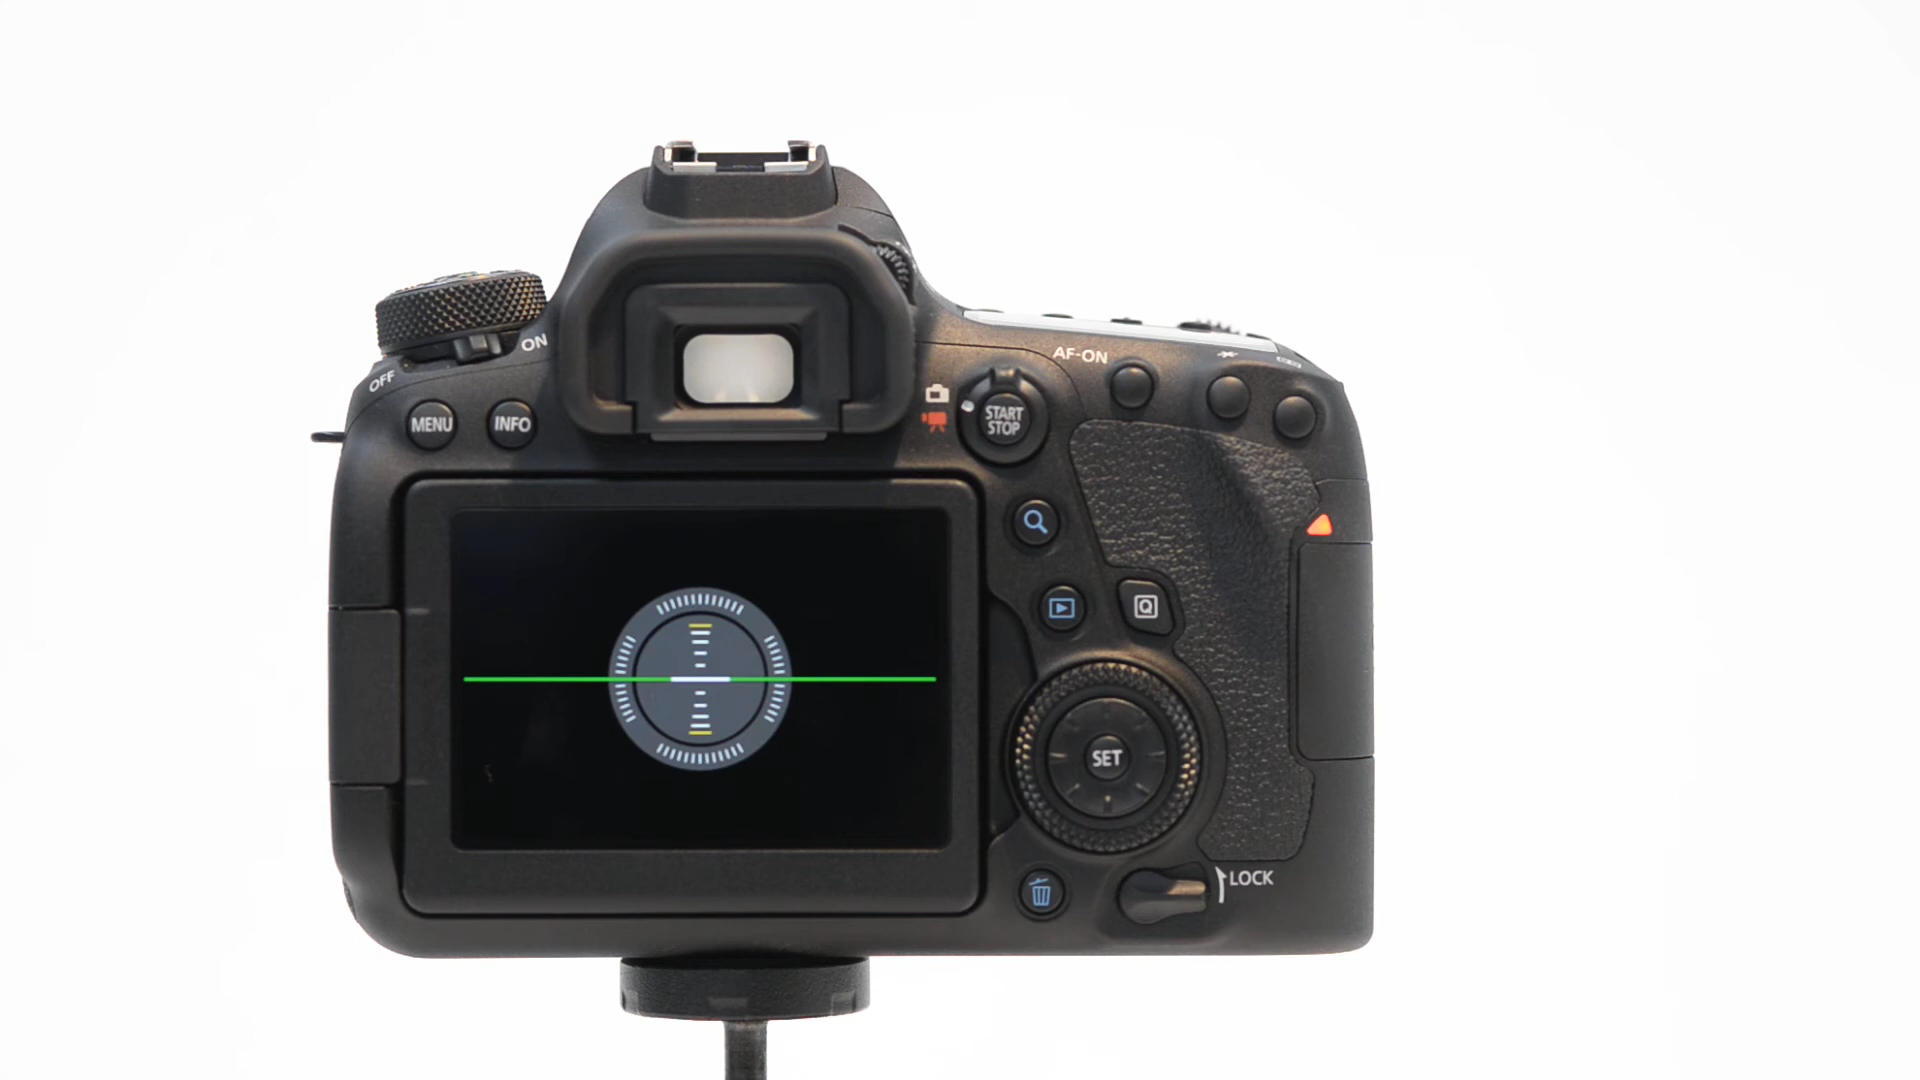 ON
OFF
AF-ON
MENU
INFO
START
STOP
Q
SET
LOCK